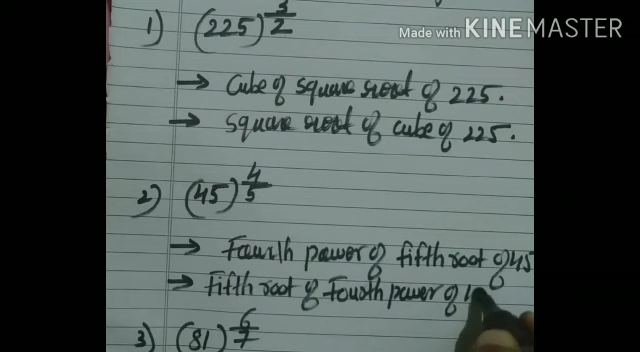 Made with KINEMASTER
1) (225)^3/2
→ Cube of square root of 225.
→ square root of cube of 225.
2) (45)^4/5
→ Fourth power of fifth root of 45
→ Fifth root of Fourth power of
3) (81)^6/7